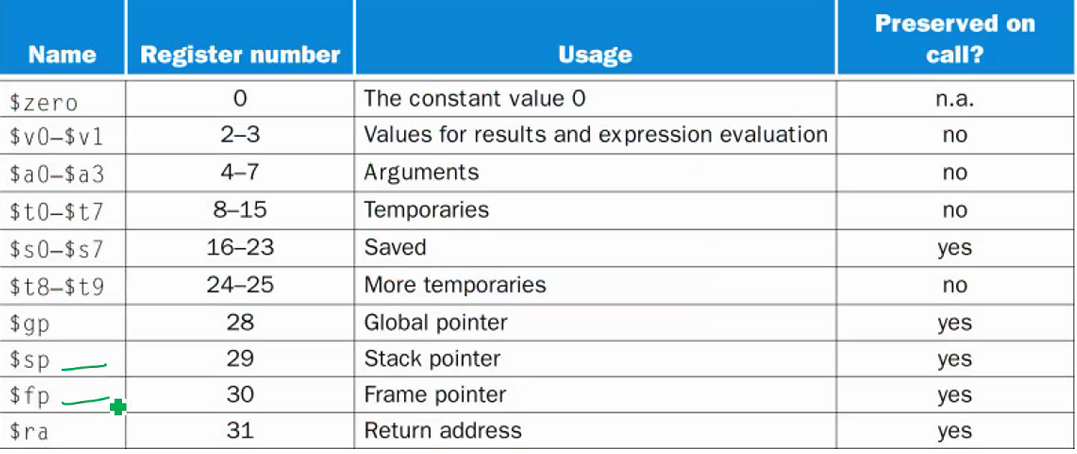 Name Register number Usage Preserved on call?
$zero 0 The constant value 0 n.a.
$v0–$v1 2–3 Values for results and expression evaluation no
$a0–$a3 4–7 Arguments no
$t0–$t7 8–15 Temporaries no
$s0–$s7 16–23 Saved yes
$t8–$t9 24–25 More temporaries no
$gp 28 Global pointer yes
$sp 29 Stack pointer yes
$fp 30 Frame pointer yes
$ra 31 Return address yes